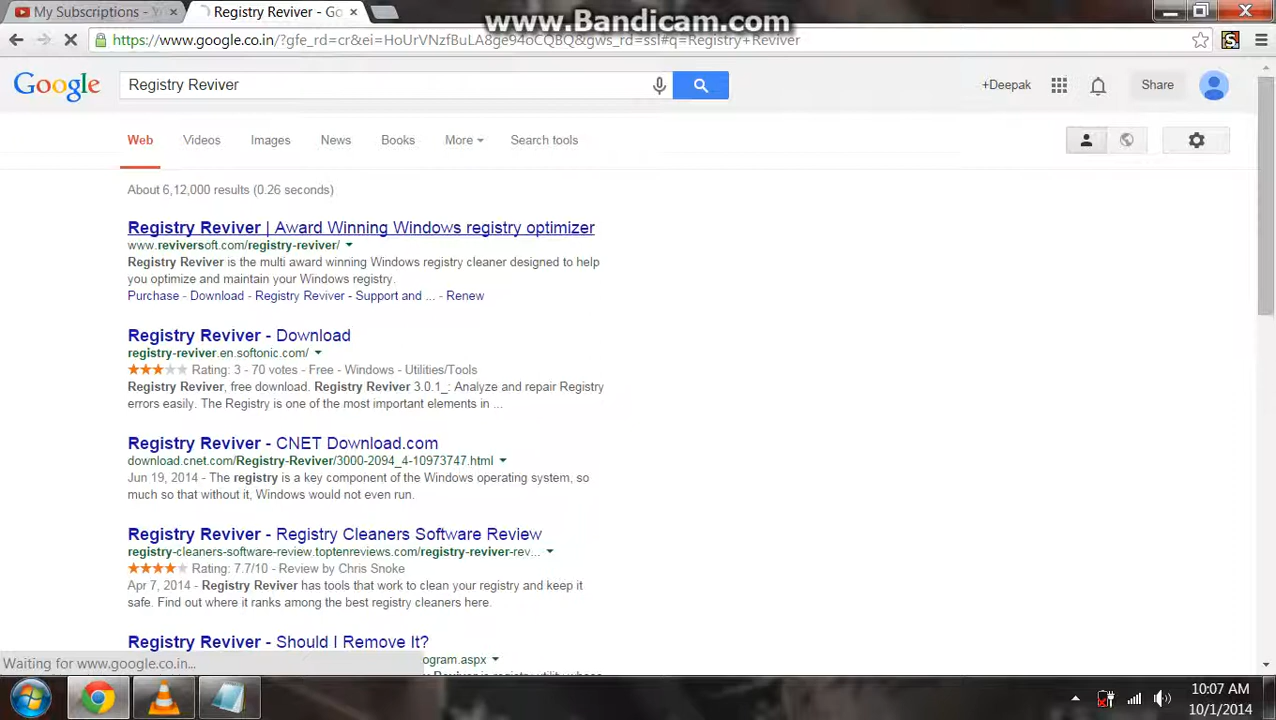 www.Bandicam.com
My Subscriptions - Y
Registry Reviver - Go
https://www.google.co.in/?gfe_rd=cr&ei=HoUrVNzfBuLA8ge94oCQBQ&gws_rd=ssl#q=Registry+Reviver
Google
Registry Reviver
+Deepak
Share
Web
Videos
Images
News
Books
More
Search tools
About 6,12,000 results (0.26 seconds)
Registry Reviver | Award Winning Windows registry optimizer
www.reviversoft.com/registry-reviver/
Registry Reviver is the multi award winning Windows registry cleaner designed to help
you optimize and maintain your Windows registry.
Purchase - Download - Registry Reviver - Support and ... - Renew
Registry Reviver - Download
registry-reviver.en.softonic.com/
Rating: 3 - 70 votes - Free - Windows - Utilities/Tools
Registry Reviver, free download. Registry Reviver 3.0.1_: Analyze and repair Registry
errors easily. The Registry is one of the most important elements in ...
Registry Reviver - CNET Download.com
download.cnet.com/Registry-Reviver/3000-2094_4-10973747.html
Jun 19, 2014 - The registry is a key component of the Windows operating system, so
much so that without it, Windows would not even run.
Registry Reviver - Registry Cleaners Software Review
registry-cleaners-software-review.toptenreviews.com/registry-reviver-rev...
Rating: 7.7/10 - Review by Chris Snoke
Apr 7, 2014 - Registry Reviver has tools that work to clean your registry and keep it
safe. Find out where it ranks among the best registry cleaners here.
Registry Reviver - Should I Remove It?
ogram.aspx
Waiting for www.google.co.in...
10:07 AM
10/1/2014